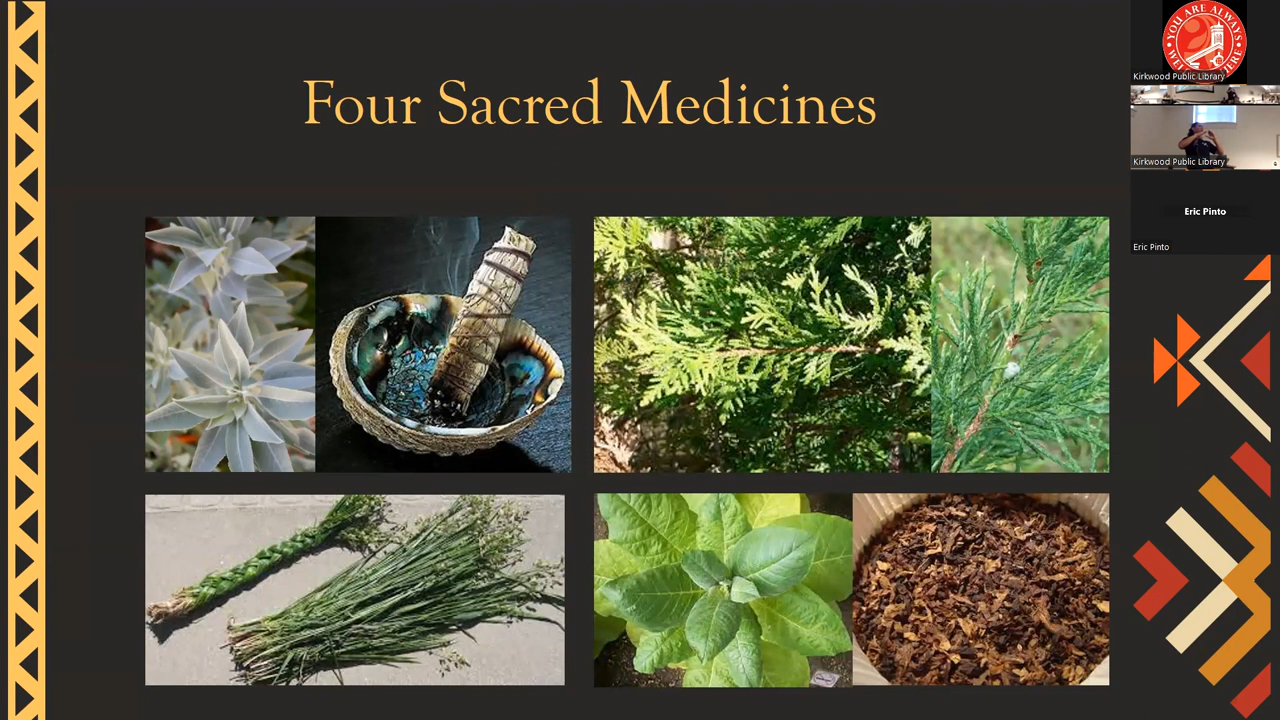 Four Sacred Medicines
YOU ARE ALWAYS
Kirkwood Public Library
Kirkwood Public Library
Eric Pinto
Eric Pinto